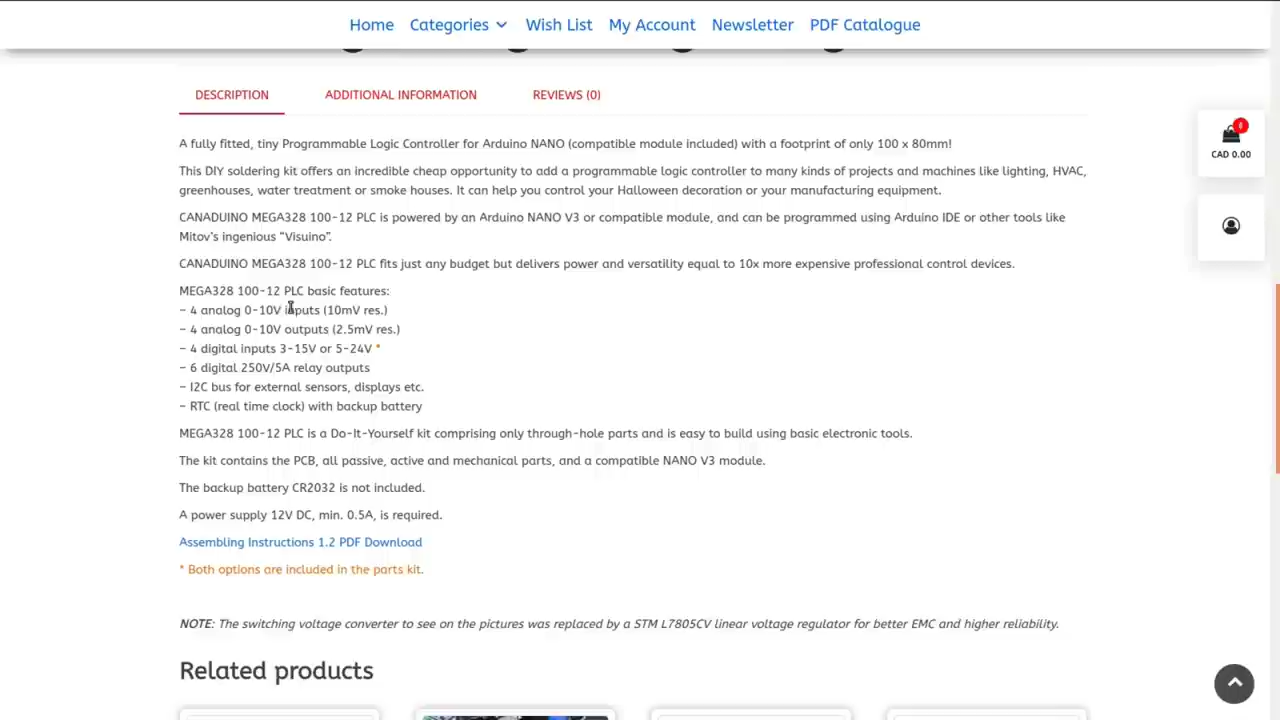 Home Categories Wish List My Account Newsletter PDF Catalogue
DESCRIPTION ADDITIONAL INFORMATION REVIEWS (0)
CAD 0.00
A fully fitted, tiny Programmable Logic Controller for Arduino NANO (compatible module included) with a footprint of only 100 x 80mm!
This DIY soldering kit offers an incredible cheap opportunity to add a programmable logic controller to many kinds of projects and machines like lighting, HVAC,
greenhouses, water treatment or smoke houses. It can help you control your Halloween decoration or your manufacturing equipment.
CANADUINO MEGA328 100-12 PLC is powered by an Arduino NANO V3 or compatible module, and can be programmed using Arduino IDE or other tools like
Mitov's ingenious “Visuino”.
CANADUINO MEGA328 100-12 PLC fits just any budget but delivers power and versatility equal to 10x more expensive professional control devices.
MEGA328 100-12 PLC basic features:
– 4 analog 0-10V inputs (10mV res.)
– 4 analog 0-10V outputs (2.5mV res.)
– 4 digital inputs 3-15V or 5-24V *
– 6 digital 250V/5A relay outputs
– I2C bus for external sensors, displays etc.
– RTC (real time clock) with backup battery
MEGA328 100-12 PLC is a Do-It-Yourself kit comprising only through-hole parts and is easy to build using basic electronic tools.
The kit contains the PCB, all passive, active and mechanical parts, and a compatible NANO V3 module.
The backup battery CR2032 is not included.
A power supply 12V DC, min. 0.5A, is required.
Assembling Instructions 1.2 PDF Download
* Both options are included in the parts kit.
NOTE: The switching voltage converter to see on the pictures was replaced by a STM L7805CV linear voltage regulator for better EMC and higher reliability.
Related products